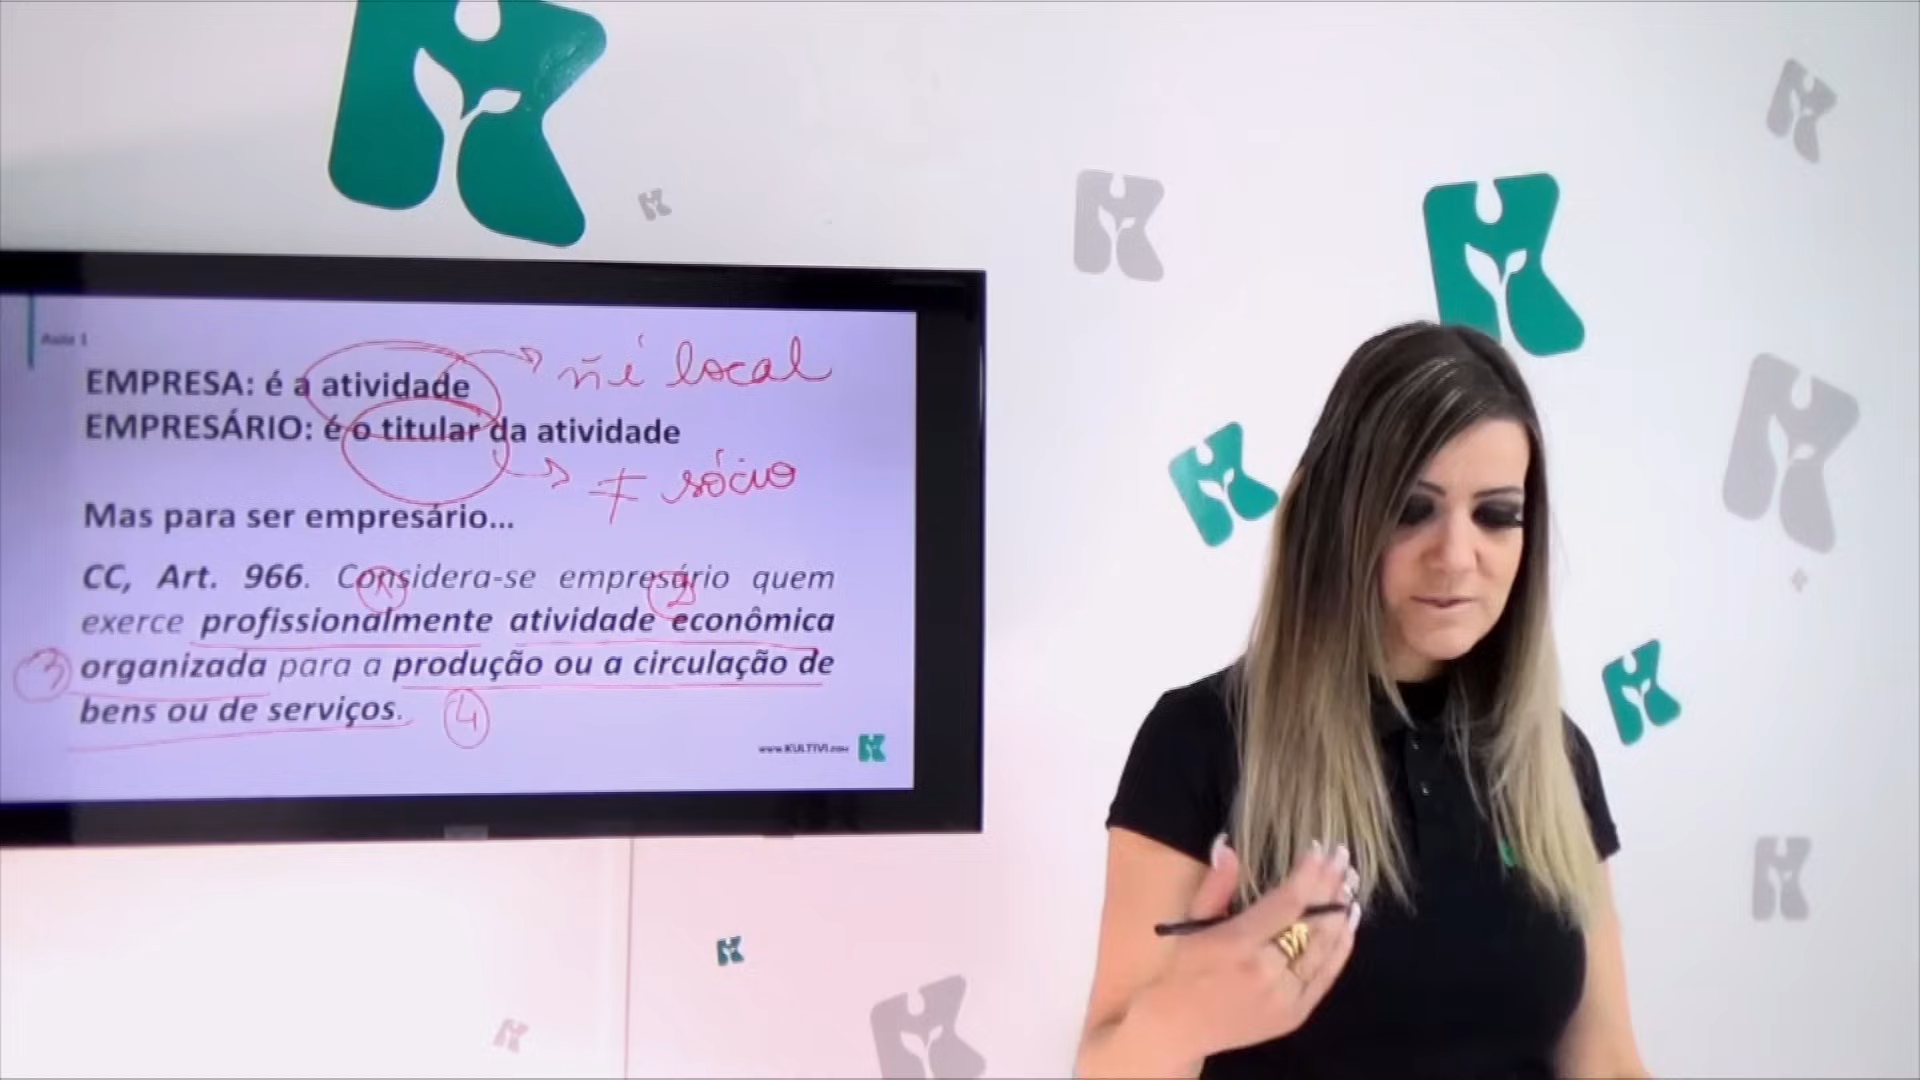 Aula 1
EMPRESA: é a atividade
ñ é local
EMPRESÁRIO: é o titular da atividade
≠ sócio
Mas para ser empresário...
CC, Art. 966. Considera-se empresário quem
1 2
exerce profissionalmente atividade econômica
3 organizada para a produção ou a circulação de
bens ou de serviços. 4
www.KULTIVI.com